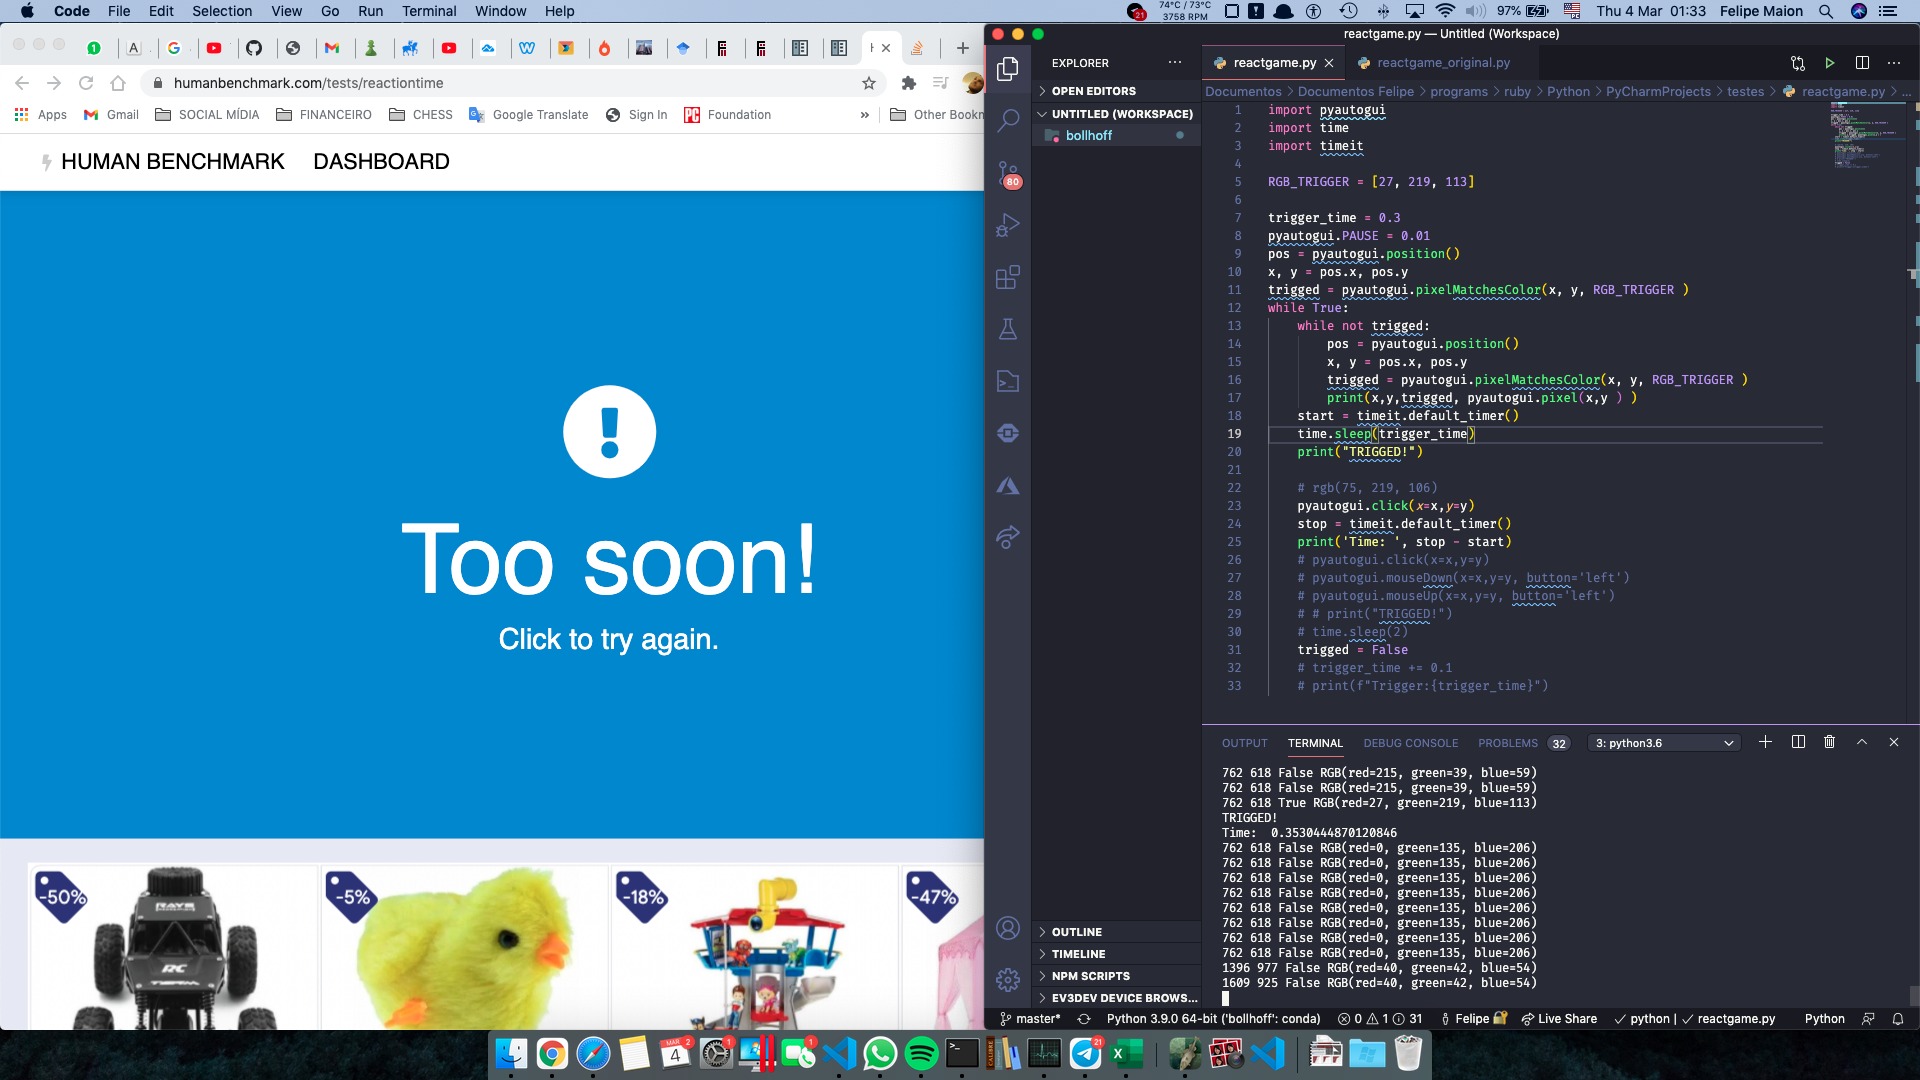 Code File Edit Selection View Go Run Terminal Window Help
21
74°C / 73°C
3758 RPM
97%
Thu 4 Mar 01:33
Felipe Maion
humanbenchmark.com/tests/reactiontime
Apps Gmail SOCIAL MÍDIA FINANCEIRO CHESS Google Translate Sign In Foundation » Other Bookn
HUMAN BENCHMARK DASHBOARD
Too soon!
Click to try again.
-50%
-5%
-18%
-47%
reactgame.py — Untitled (Workspace)
EXPLORER
OPEN EDITORS
UNTITLED (WORKSPACE)
bollhoff
80
OUTLINE
TIMELINE
NPM SCRIPTS
EV3DEV DEVICE BROWS...
reactgame.py
reactgame_original.py
Documentos > Documentos Felipe > programs > ruby > Python > PyCharmProjects > testes > reactgame.py > ...
1 import pyautogui
2 import time
3 import timeit
4
5 RGB_TRIGGER = [27, 219, 113]
6
7 trigger_time = 0.3
8 pyautogui.PAUSE = 0.01
9 pos = pyautogui.position()
10 x, y = pos.x, pos.y
11 trigged = pyautogui.pixelMatchesColor(x, y, RGB_TRIGGER )
12 while True:
13 while not trigged:
14 pos = pyautogui.position()
15 x, y = pos.x, pos.y
16 trigged = pyautogui.pixelMatchesColor(x, y, RGB_TRIGGER )
17 print(x,y,trigged, pyautogui.pixel(x,y ) )
18 start = timeit.default_timer()
19 time.sleep(trigger_time)
20 print("TRIGGED!")
21
22 # rgb(75, 219, 106)
23 pyautogui.click(x=x,y=y)
24 stop = timeit.default_timer()
25 print('Time: ', stop - start)
26 # pyautogui.click(x=x,y=y)
27 # pyautogui.mouseDown(x=x,y=y, button='left')
28 # pyautogui.mouseUp(x=x,y=y, button='left')
29 # # print("TRIGGED!")
30 # time.sleep(2)
31 trigged = False
32 # trigger_time += 0.1
33 # print(f"Trigger:{trigger_time}")
OUTPUT TERMINAL DEBUG CONSOLE PROBLEMS 32 3: python3.6
762 618 False RGB(red=215, green=39, blue=59)
762 618 False RGB(red=215, green=39, blue=59)
762 618 True RGB(red=27, green=219, blue=113)
TRIGGED!
Time: 0.3530444870120846
762 618 False RGB(red=0, green=135, blue=206)
762 618 False RGB(red=0, green=135, blue=206)
762 618 False RGB(red=0, green=135, blue=206)
762 618 False RGB(red=0, green=135, blue=206)
762 618 False RGB(red=0, green=135, blue=206)
762 618 False RGB(red=0, green=135, blue=206)
762 618 False RGB(red=0, green=135, blue=206)
762 618 False RGB(red=0, green=135, blue=206)
1396 977 False RGB(red=40, green=42, blue=54)
1609 925 False RGB(red=40, green=42, blue=54)
master* Python 3.9.0 64-bit ('bollhoff': conda) 0 1 31 Felipe Live Share python | reactgame.py Python